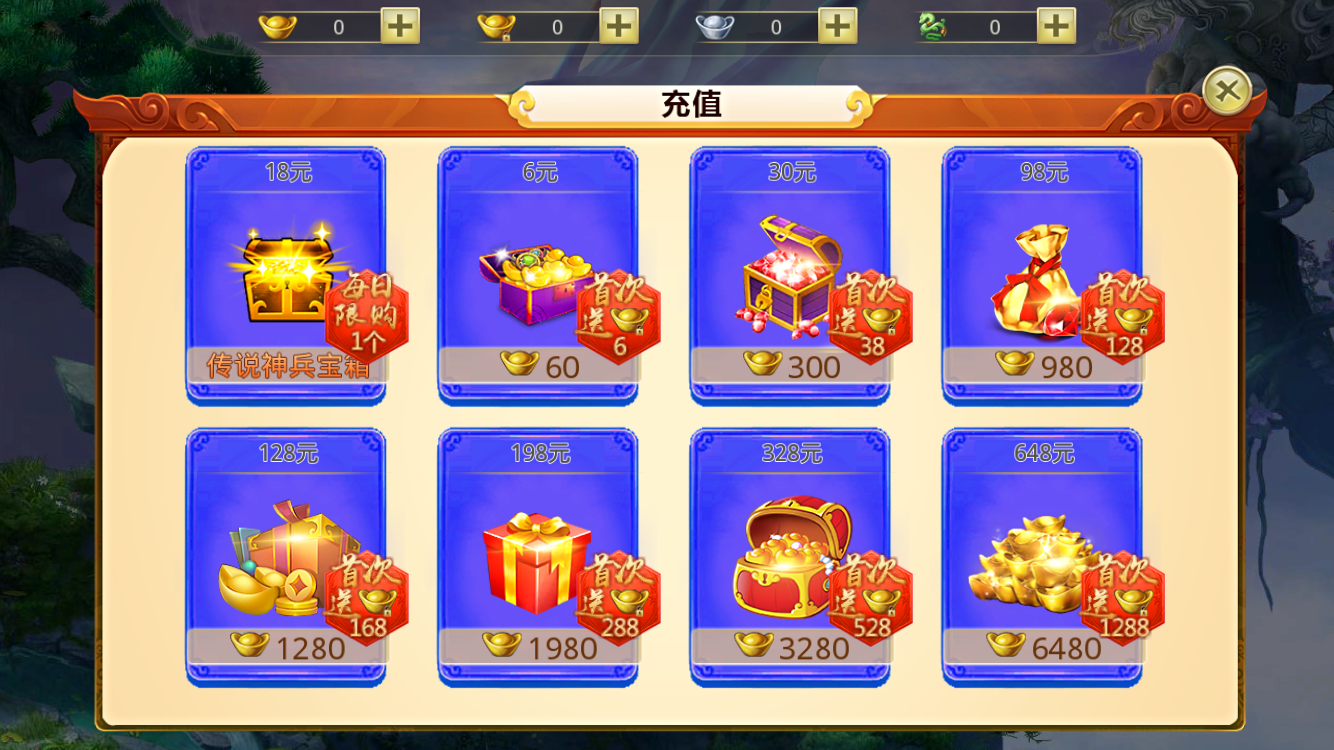 0
0
0
0
充值
18元
每日
限购
1个
传说神兵宝箱
6元
首次
送
6
60
30元
首次
送
38
300
98元
首次
送
128
980
128元
首次
送
168
1280
198元
首次
送
288
1980
328元
首次
送
528
3280
648元
首次
送
1288
6480